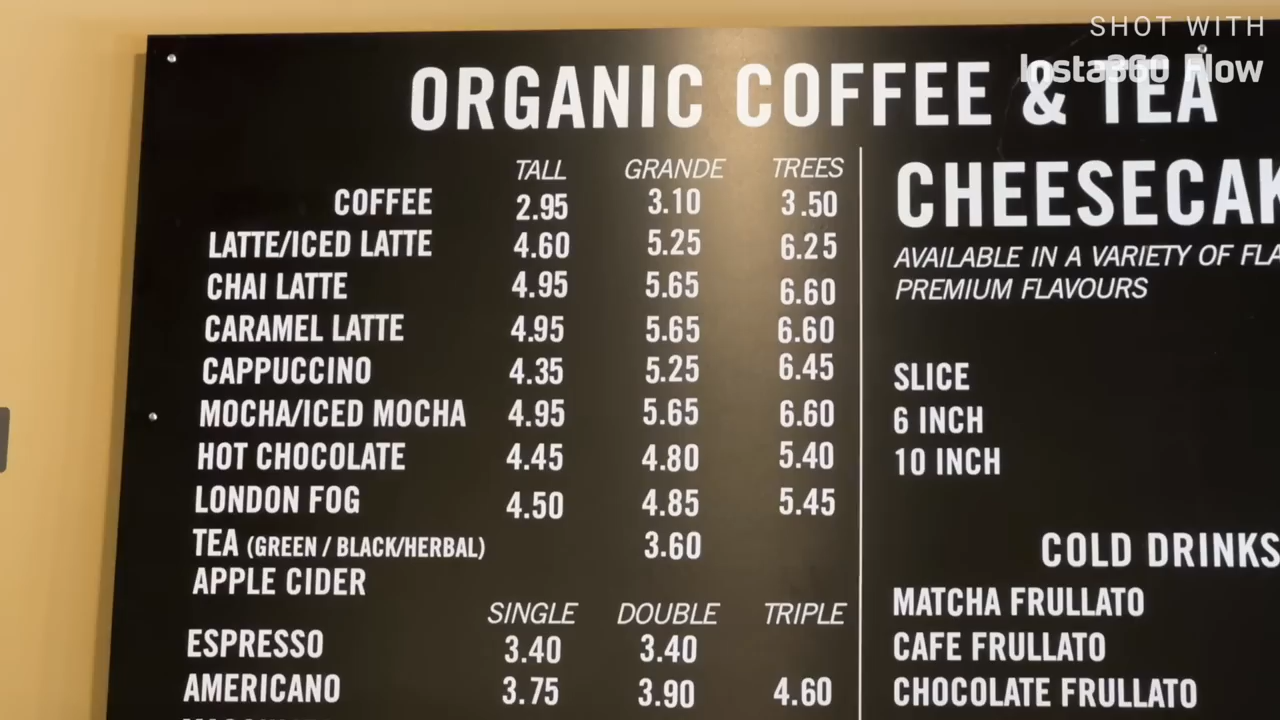 SHOT WITH
Insta360 Flow
ORGANIC COFFEE & TEA
TALL GRANDE TREES
COFFEE 2.95 3.10 3.50
LATTE/ICED LATTE 4.60 5.25 6.25
CHAI LATTE 4.95 5.65 6.60
CARAMEL LATTE 4.95 5.65 6.60
CAPPUCCINO 4.35 5.25 6.45
MOCHA/ICED MOCHA 4.95 5.65 6.60
HOT CHOCOLATE 4.45 4.80 5.40
LONDON FOG 4.50 4.85 5.45
TEA (GREEN / BLACK/HERBAL) 3.60
APPLE CIDER
SINGLE DOUBLE TRIPLE
ESPRESSO 3.40 3.40
AMERICANO 3.75 3.90 4.60
CHEESECAK
AVAILABLE IN A VARIETY OF FLA
PREMIUM FLAVOURS
SLICE
6 INCH
10 INCH
COLD DRINKS
MATCHA FRULLATO
CAFE FRULLATO
CHOCOLATE FRULLATO